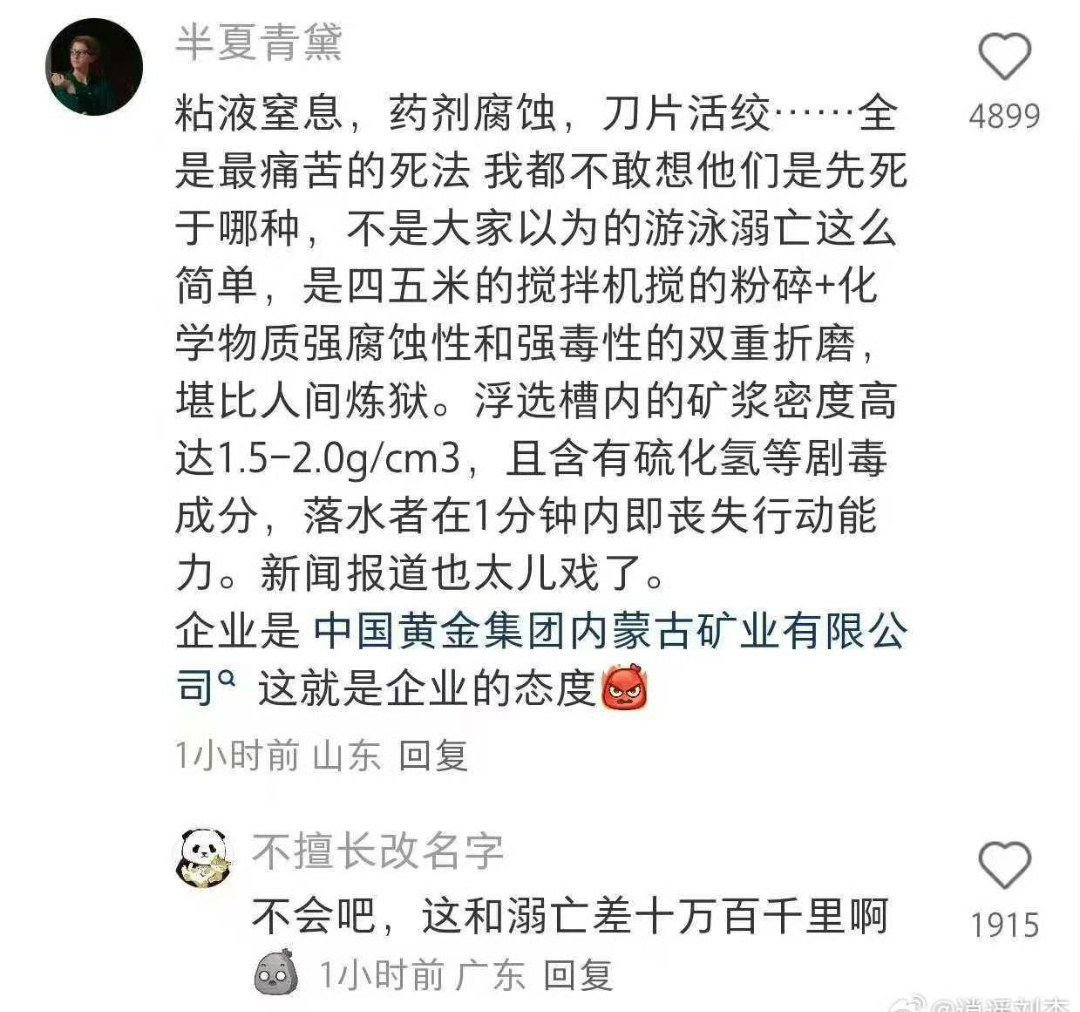 半夏青黛
4899
粘液窒息，药剂腐蚀，刀片活绞……全
是最痛苦的死法 我都不敢想他们是先死
于哪种，不是大家以为的游泳溺亡这么
简单，是四五米的搅拌机搅的粉碎+化
学物质强腐蚀性和强毒性的双重折磨，
堪比人间炼狱。浮选槽内的矿浆密度高
达1.5-2.0g/cm3，且含有硫化氢等剧毒
成分，落水者在1分钟内即丧失行动能
力。新闻报道也太儿戏了。
企业是 中国黄金集团内蒙古矿业有限公
司 这就是企业的态度
1小时前 山东 回复
不擅长改名字
不会吧，这和溺亡差十万百千里啊
1915
1小时前 广东 回复
@逍遥刘杰